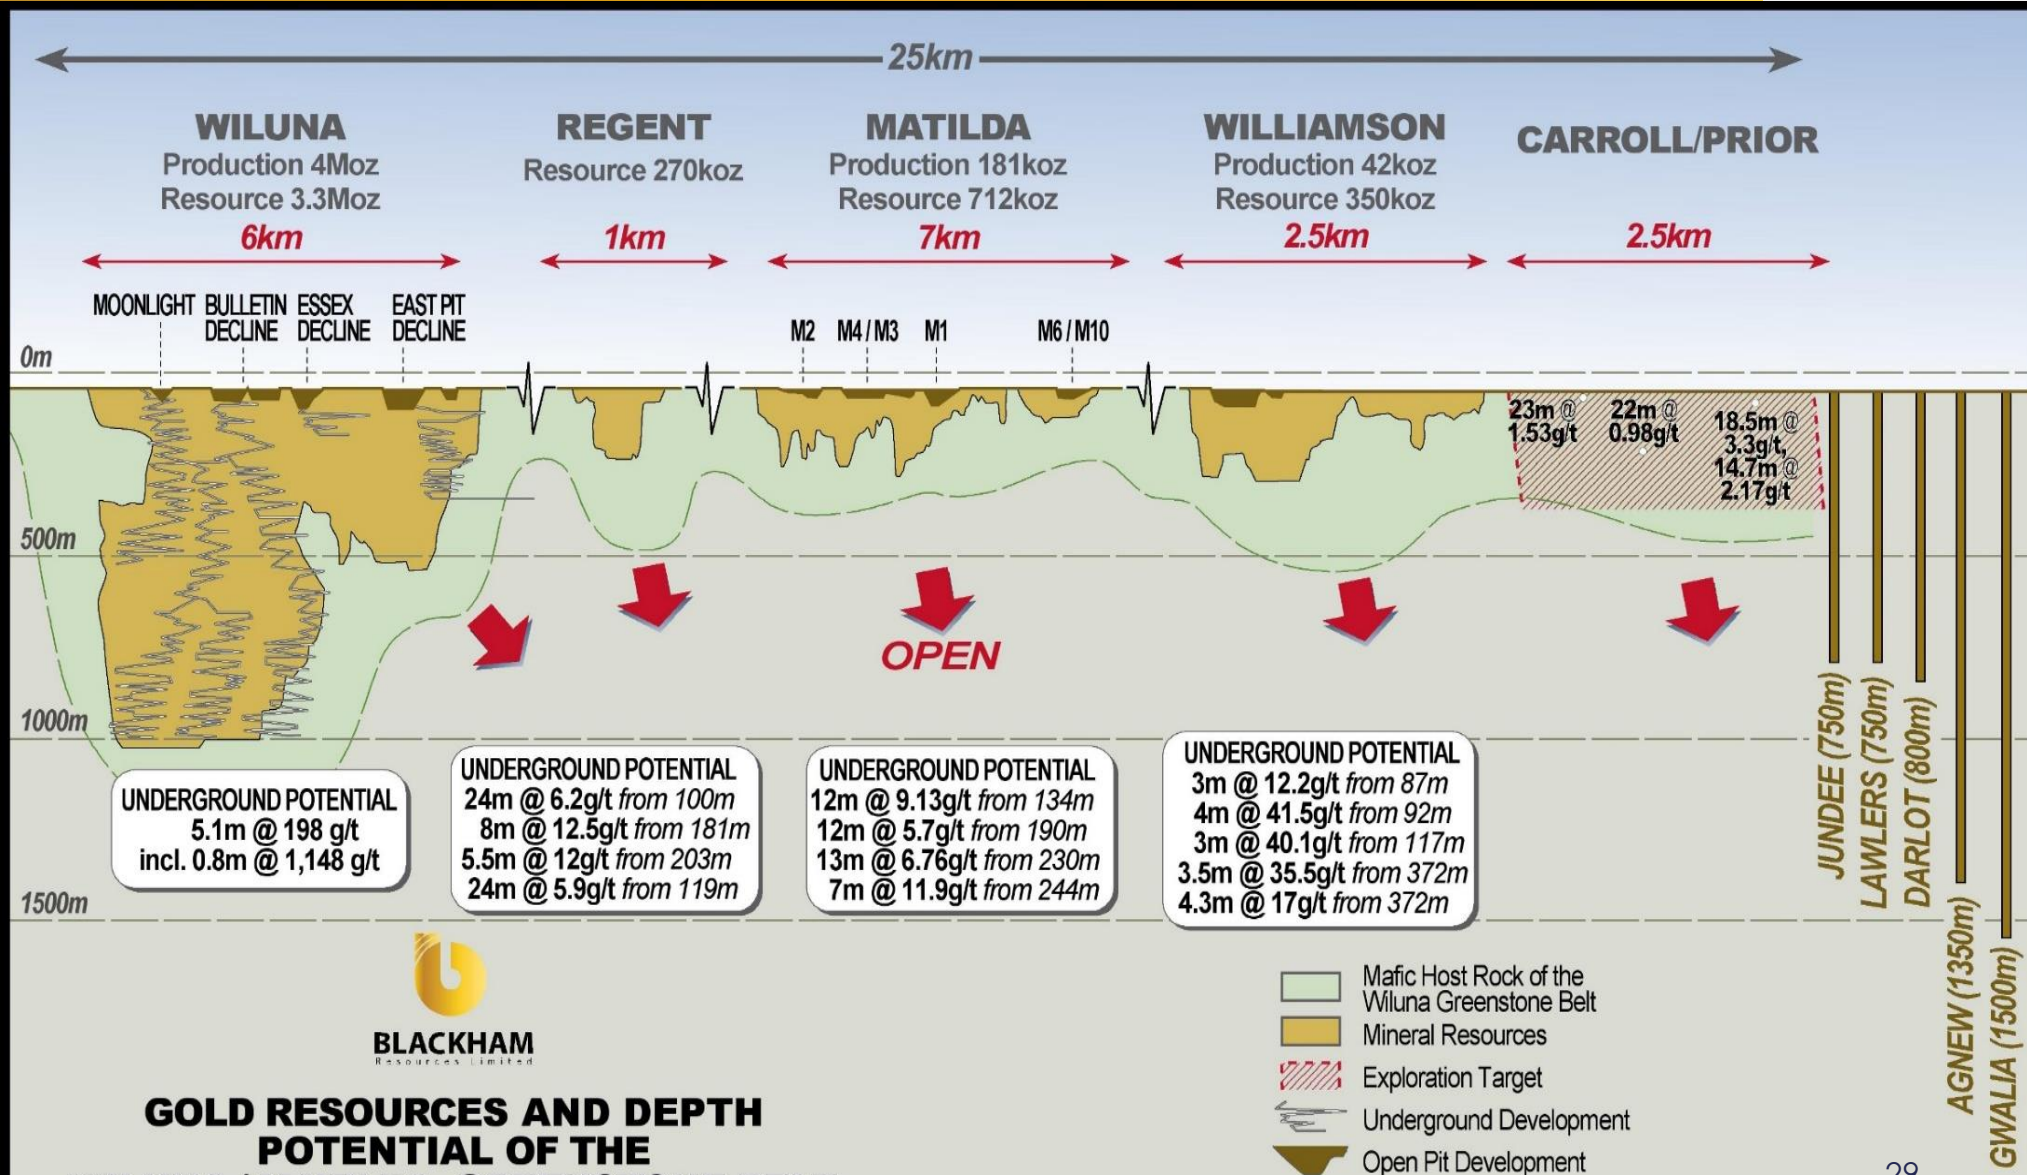 25km
WILUNA
Production 4Moz
Resource 3.3Moz
6km
REGENT
Resource 270koz
1km
MATILDA
Production 181koz
Resource 712koz
7km
WILLIAMSON
Production 42koz
Resource 350koz
2.5km
CARROLL/PRIOR
2.5km
MOONLIGHT
BULLETIN
DECLINE
ESSEX
DECLINE
EAST PIT
DECLINE
M2
M4 / M3
M1
M6 / M10
0m
500m
1000m
1500m
23m @
1.53g/t
22m @
0.98g/t
18.5m @
3.3g/t,
14.7m @
2.17g/t
OPEN
UNDERGROUND POTENTIAL
5.1m @ 198 g/t
incl. 0.8m @ 1,148 g/t
UNDERGROUND POTENTIAL
24m @ 6.2g/t from 100m
8m @ 12.5g/t from 181m
5.5m @ 12g/t from 203m
24m @ 5.9g/t from 119m
UNDERGROUND POTENTIAL
12m @ 9.13g/t from 134m
12m @ 5.7g/t from 190m
13m @ 6.76g/t from 230m
7m @ 11.9g/t from 244m
UNDERGROUND POTENTIAL
3m @ 12.2g/t from 87m
4m @ 41.5g/t from 92m
3m @ 40.1g/t from 117m
3.5m @ 35.5g/t from 372m
4.3m @ 17g/t from 372m
JUNDEE (750m)
LAWLERS (750m)
DARLOT (800m)
AGNEW (1350m)
GWALIA (1500m)
BLACKHAM
Resources Limited
GOLD RESOURCES AND DEPTH
POTENTIAL OF THE
Mafic Host Rock of the
Wiluna Greenstone Belt
Mineral Resources
Exploration Target
Underground Development
Open Pit Development